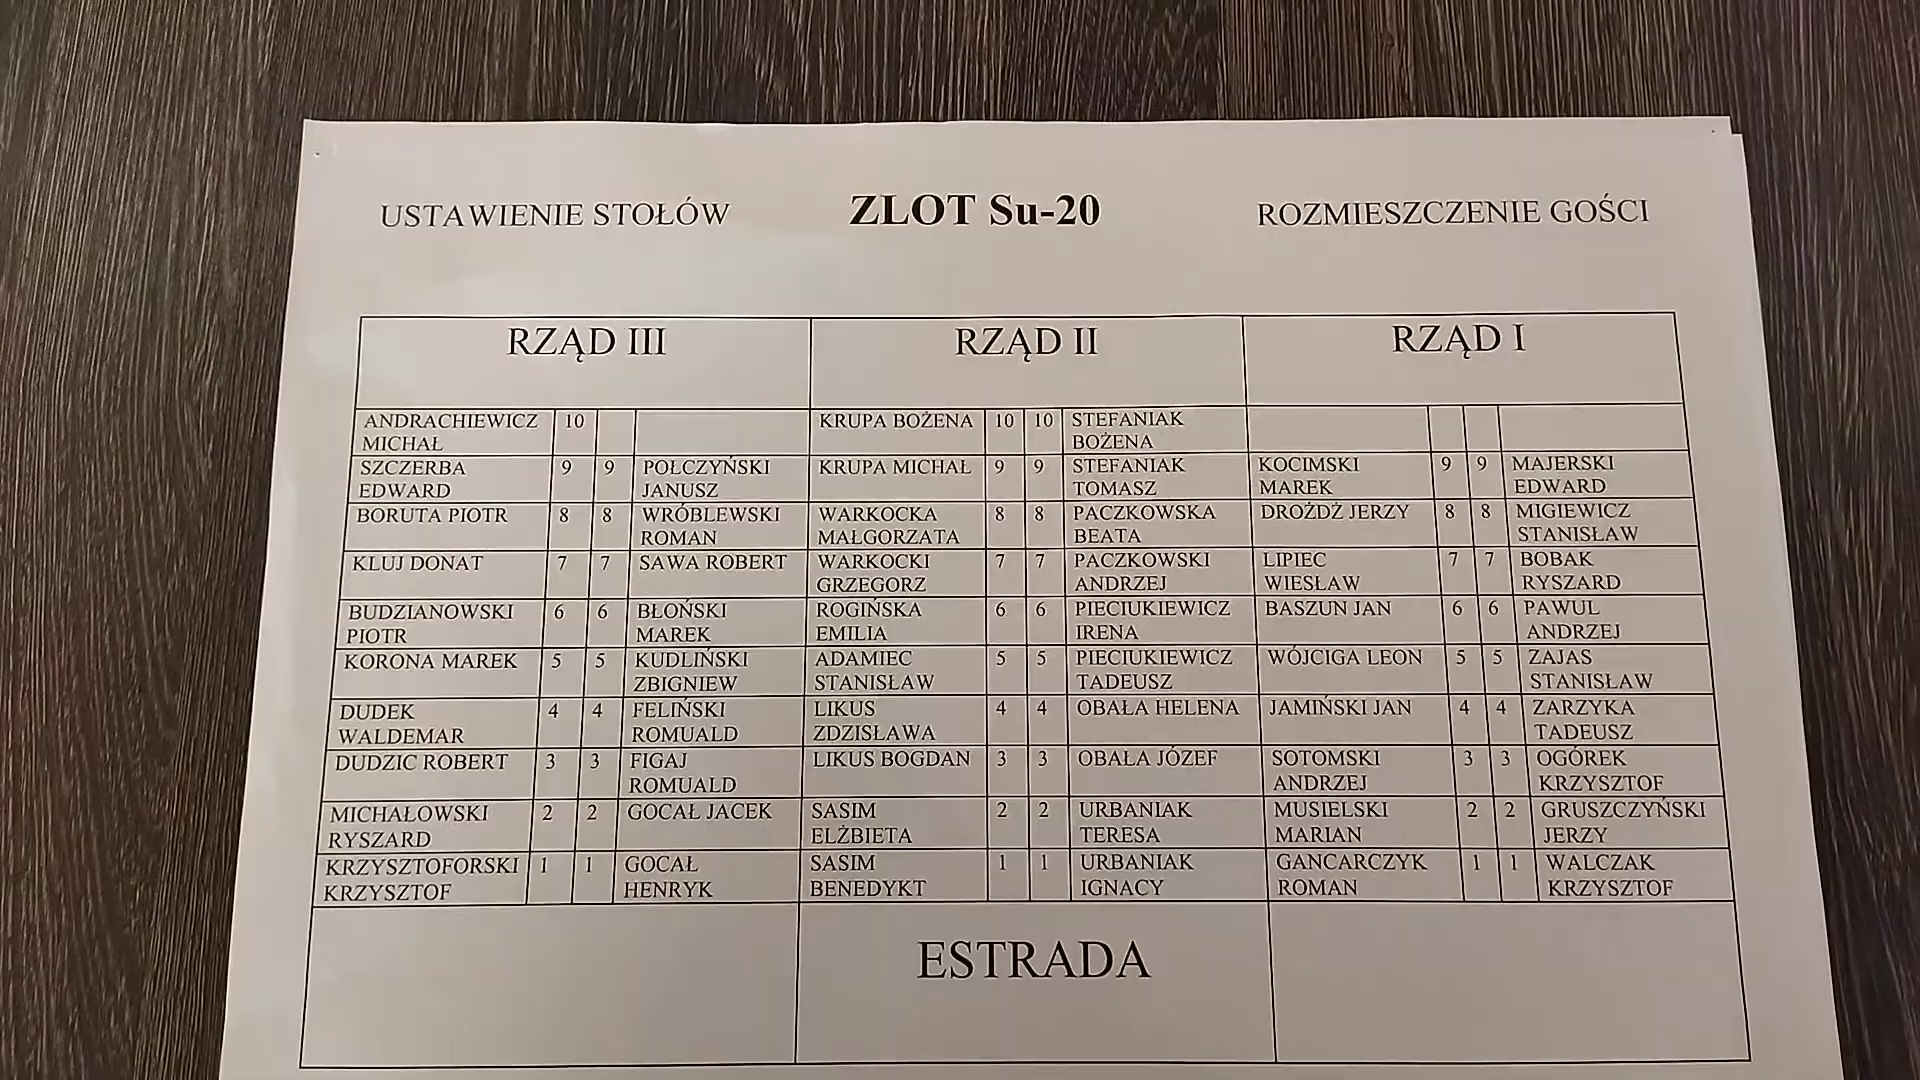 USTAWIENIE STOŁÓW ZLOT Su-20 ROZMIESZCZENIE GOŚCI
RZĄD III RZĄD II RZĄD I
ANDRACHIEWICZ 10 KRUPA BOŻENA 10 10 STEFANIAK
MICHAŁ BOŻENA
SZCZERBA 9 9 POŁCZYŃSKI KRUPA MICHAŁ 9 9 STEFANIAK KOCIMSKI 9 9 MAJERSKI
EDWARD JANUSZ TOMASZ MAREK EDWARD
BORUTA PIOTR 8 8 WRÓBLEWSKI WARKOCKA 8 8 PACZKOWSKA DROŻDŻ JERZY 8 8 MIGIEWICZ
ROMAN MAŁGORZATA BEATA STANISŁAW
KLUJ DONAT 7 7 SAWA ROBERT WARKOCKI 7 7 PACZKOWSKI LIPIEC 7 7 BOBAK
GRZEGORZ ANDRZEJ WIESŁAW RYSZARD
BUDZIANOWSKI 6 6 BŁOŃSKI ROGIŃSKA 6 6 PIECIUKIEWICZ BASZUN JAN 6 6 PAWUL
PIOTR MAREK EMILIA IRENA ANDRZEJ
KORONA MAREK 5 5 KUDLIŃSKI ADAMIEC 5 5 PIECIUKIEWICZ WÓJCIGA LEON 5 5 ZAJAS
ZBIGNIEW STANISŁAW TADEUSZ STANISŁAW
DUDEK 4 4 FELIŃSKI LIKUS 4 4 OBAŁA HELENA JAMIŃSKI JAN 4 4 ZARZYKA
WALDEMAR ROMUALD ZDZISŁAWA TADEUSZ
DUDZIC ROBERT 3 3 FIGAJ LIKUS BOGDAN 3 3 OBAŁA JÓZEF SOTOMSKI 3 3 OGÓREK
ROMUALD ANDRZEJ KRZYSZTOF
MICHAŁOWSKI 2 2 GOCAŁ JACEK SASIM 2 2 URBANIAK MUSIELSKI 2 2 GRUSZCZYŃSKI
RYSZARD ELŻBIETA TERESA MARIAN JERZY
KRZYSZTOFORSKI 1 1 GOCAŁ SASIM 1 1 URBANIAK GANCARCZYK 1 1 WALCZAK
KRZYSZTOF HENRYK BENEDYKT IGNACY ROMAN KRZYSZTOF
ESTRADA